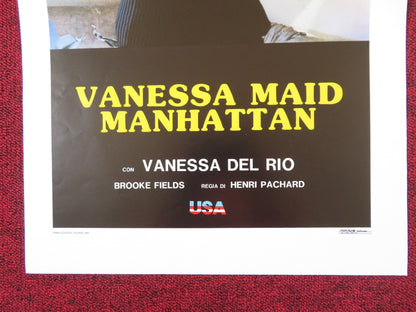 VANESSA MAID
MANHATTAN
CON VANESSA DEL RIO
BROOKE FIELDS REGIA DI HENRI PACHARD
USA